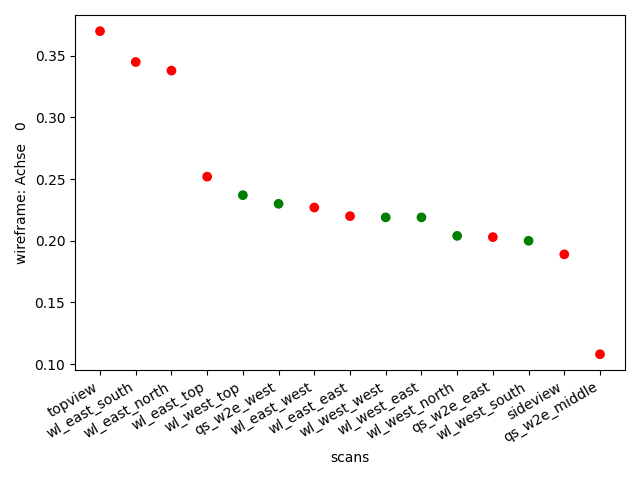 0.35
0.30
0.25
0.20
0.15
0.10
wireframe: Achse  0
topview
wl_east_south
wl_east_north
wl_east_top
wl_west_top
qs_w2e_west
wl_east_west
wl_east_east
wl_west_west
wl_west_east
wl_west_north
qs_w2e_east
wl_west_south
sideview
qs_w2e_middle
scans